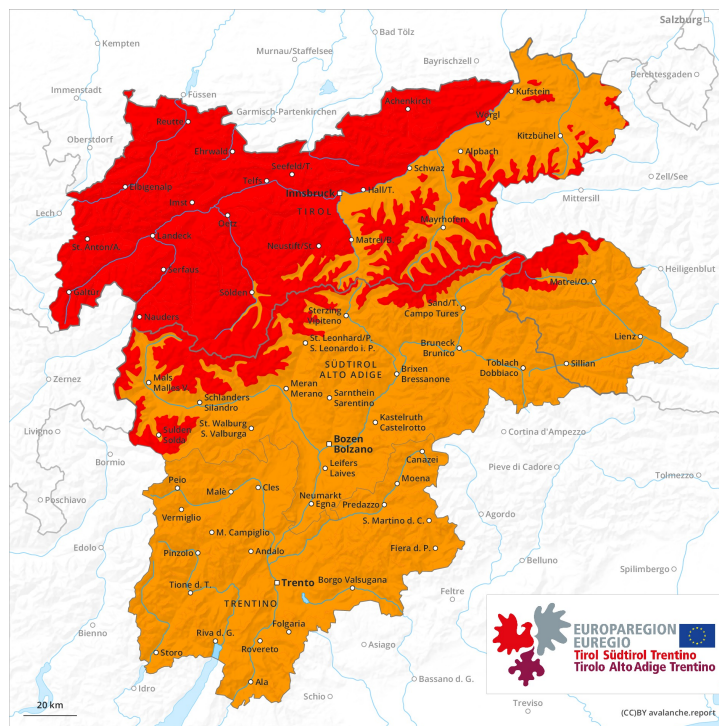 Salzburg
Bad Tölz
Kempten
Murnau/Staffelsee
Bayrischzell
Berchtesgaden
Immenstadt
Füssen
Kufstein
Achenkirch
Garmisch-Partenkirchen
Reutte
Wörgl
Kitzbühel
Oberstdorf
Ehrwald
Alpbach
Seefeld/T.
Schwaz
Telfs
Zell/See
Elbigenalp
Innsbruck
Hall/T.
Mittersill
Imst
TIROL
Lech
Oetz
Mayrhofen
Landeck
St. Anton/A.
Neustift/St.
Matrei/B.
Serfaus
Heiligenblut
Galtür
Sölden
Matrei/O.
Nauders
Sand/T.
Campo Tures
Sterzing
Vipiteno
Lienz
St. Leonhard/P.
S. Leonardo i. P.
Bruneck
Brunico
Sillian
Toblach
Dobbiaco
SÜDTIROL
ALTO ADIGE
Brixen
Bressanone
Zernez
Mals
Malles V.
Meran
Merano
Sarnthein
Sarentino
Schlanders
Silandro
Kastelruth
Castelrotto
St. Walburg
S. Valburga
Livigno
Sulden
Solda
Cortina d'Ampezzo
Bozen
Bolzano
Bormio
Canazei
Pieve di Cadore
Leifers
Laives
Tolmezzo
Poschiavo
Peio
Malè
Cles
Moena
Neumarkt
Egna
Predazzo
Vermiglio
Agordo
S. Martino d. C.
M. Campiglio
Edolo
Pinzolo
Andalo
Fiera d. P.
Belluno
Spilimbergo
Trento
Tione d. T.
Borgo Valsugana
Feltre
TRENTINO
Folgaria
Bienno
Riva d. G.
Rovereto
Asiago
Storo
Bassano d. G.
Ala
Idro
Schio
Treviso
EUROPAREGION
EUREGIO
Tirol Südtirol Trentino
Tirolo Alto Adige Trentino
20 km
(CC)BY avalanche.report